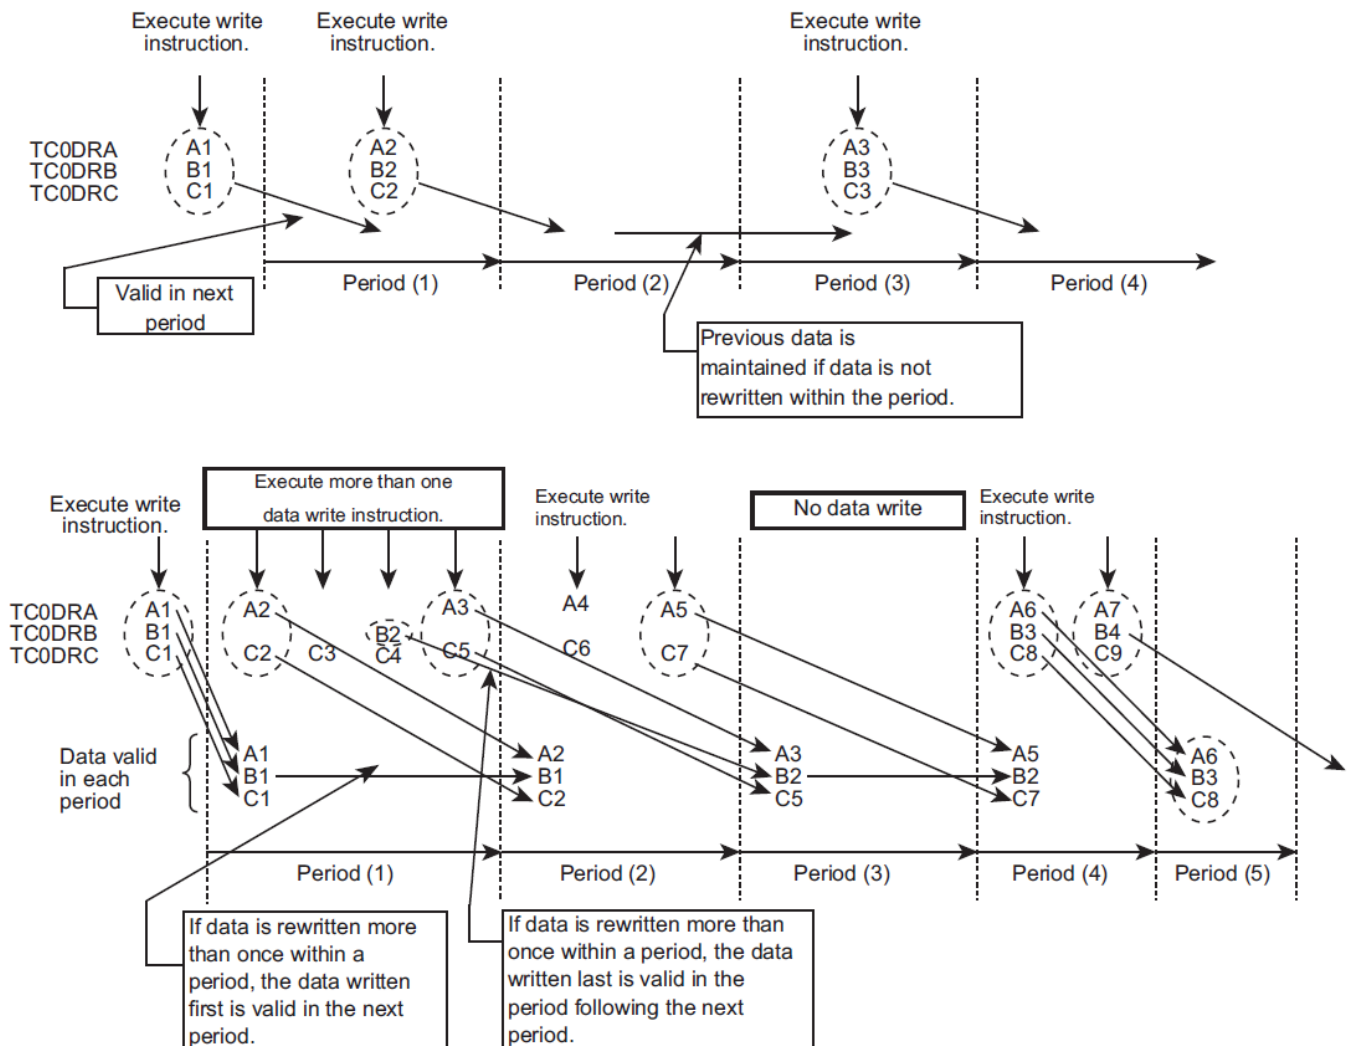 Execute write
instruction.
Execute write
instruction.
Execute write
instruction.
TC0DRA
TC0DRB
TC0DRC
A1
B1
C1
A2
B2
C2
A3
B3
C3
Period (1)
Period (2)
Period (3)
Period (4)
Valid in next
period
Previous data is
maintained if data is not
rewritten within the period.
Execute write
instruction.
Execute more than one
data write instruction.
Execute write
instruction.
No data write
Execute write
instruction.
TC0DRA
TC0DRB
TC0DRC
A1
B1
C1
A2
C2
C3
B2
C4
A3
C5
A4
C6
A5
C7
A6
B3
C8
A7
B4
C9
Data valid
in each
period
A1
B1
C1
A2
B1
C2
A3
B2
C5
A5
B2
C7
A6
B3
C8
Period (1)
Period (2)
Period (3)
Period (4)
Period (5)
If data is rewritten more
than once within a
period, the data written
first is valid in the next
period.
If data is rewritten more than
once within a period, the data
written last is valid in the
period following the next
period.